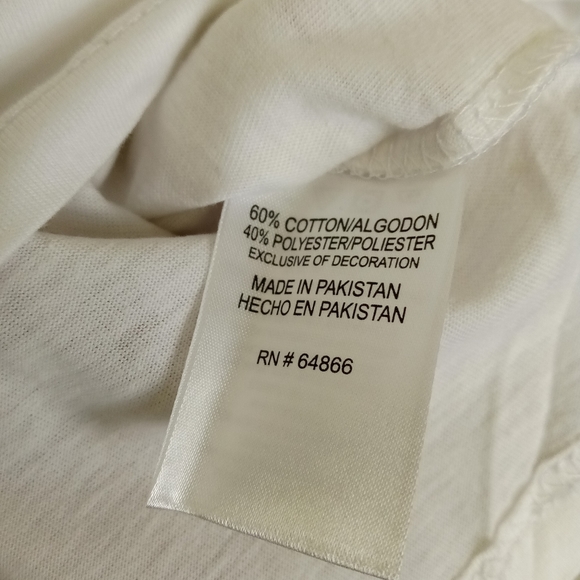 60% COTTON/ALGODON
40% POLYESTER/POLIESTER
EXCLUSIVE OF DECORATION
MADE IN PAKISTAN
HECHO EN PAKISTAN
RN # 64866